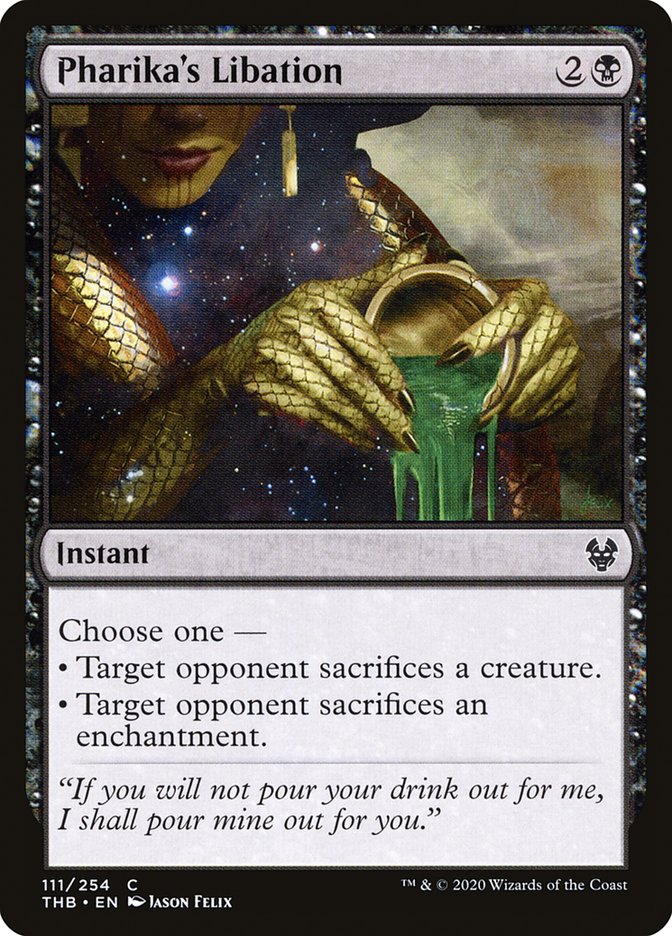 Pharika's Libation 2
Instant
Choose one —
• Target opponent sacrifices a creature.
• Target opponent sacrifices an
enchantment.
“If you will not pour your drink out for me,
I shall pour mine out for you.”
111/254 C
™ & © 2020 Wizards of the Coast
THB • EN Jason Felix